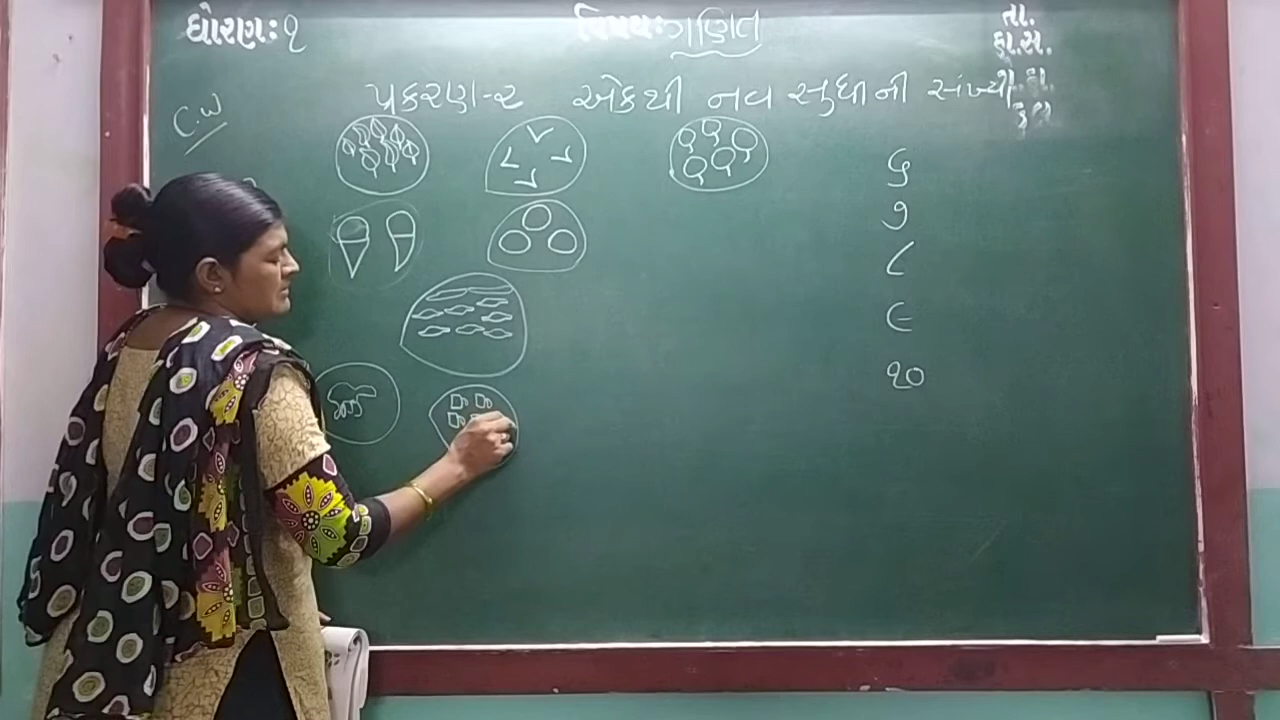 ધોરણ: ૧
વિષય: ગણિત
તા.
હા.સ.
ગે.હા.
કુલ
પ્રકરણ-૨ એકથી નવ સુધીની સંખ્યા
C.W
૬
૭
૮
૯
૧૦